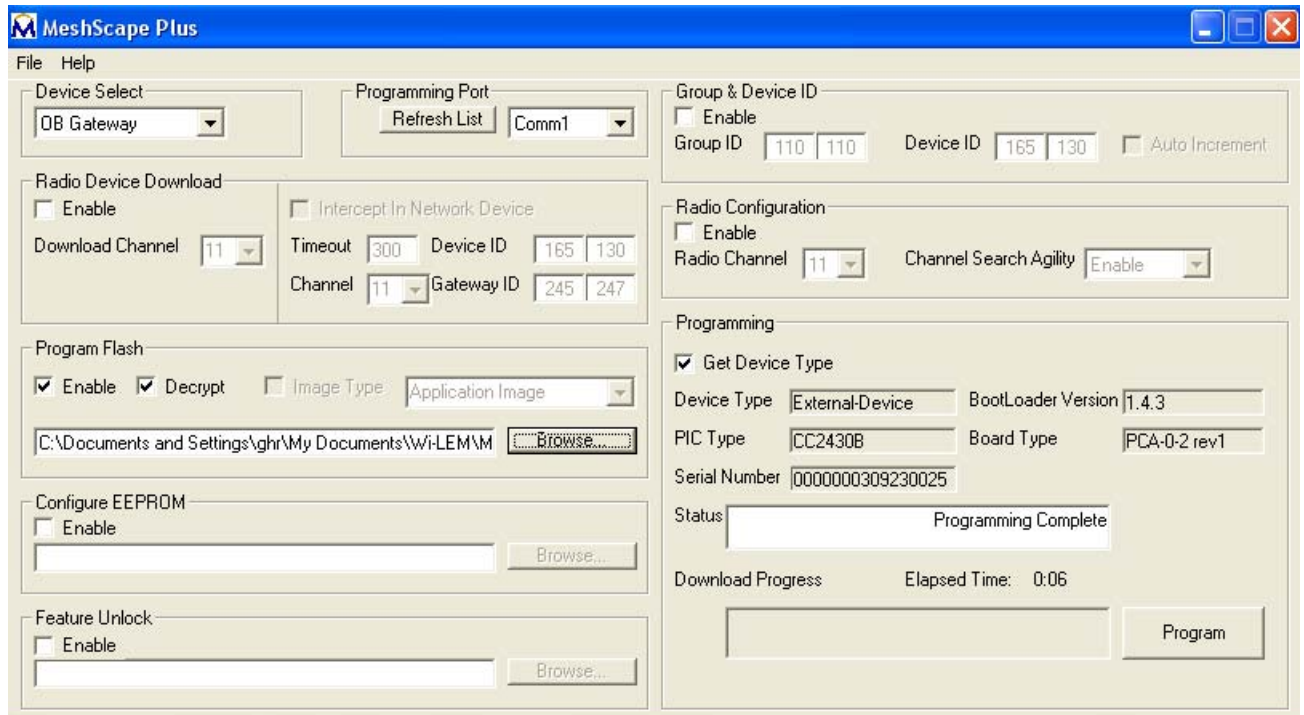 MeshScape Plus
File Help
Device Select
OB Gateway
Programming Port
Refresh List Comm1
Radio Device Download
Enable
Download Channel 11
Intercept In Network Device
Timeout 300 Device ID 165 130
Channel 11 Gateway ID 245 247
Program Flash
Enable Decrypt Image Type Application Image
C:\Documents and Settings\ghr\My Documents\Wi-LEM\M Browse...
Configure EEPROM
Enable
Browse...
Feature Unlock
Enable
Browse...
Group & Device ID
Enable
Group ID 110 110 Device ID 165 130 Auto Increment
Radio Configuration
Enable
Radio Channel 11 Channel Search Agility Enable
Programming
Get Device Type
Device Type External-Device BootLoader Version 1.4.3
PIC Type CC2430B Board Type PCA-0-2 rev1
Serial Number 0000000309230025
Status Programming Complete
Download Progress Elapsed Time: 0:06
Program